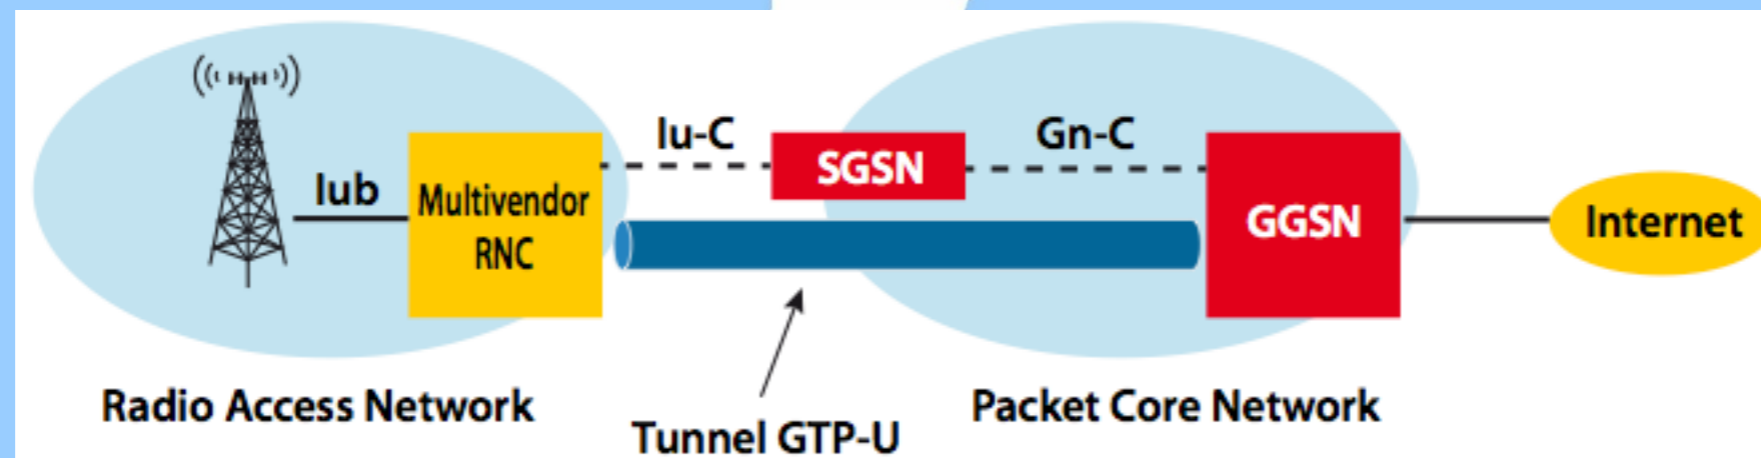 Iu-C
Gn-C
SGSN
Iub
Multivendor
RNC
GGSN
Internet
Radio Access Network
Packet Core Network
Tunnel GTP-U